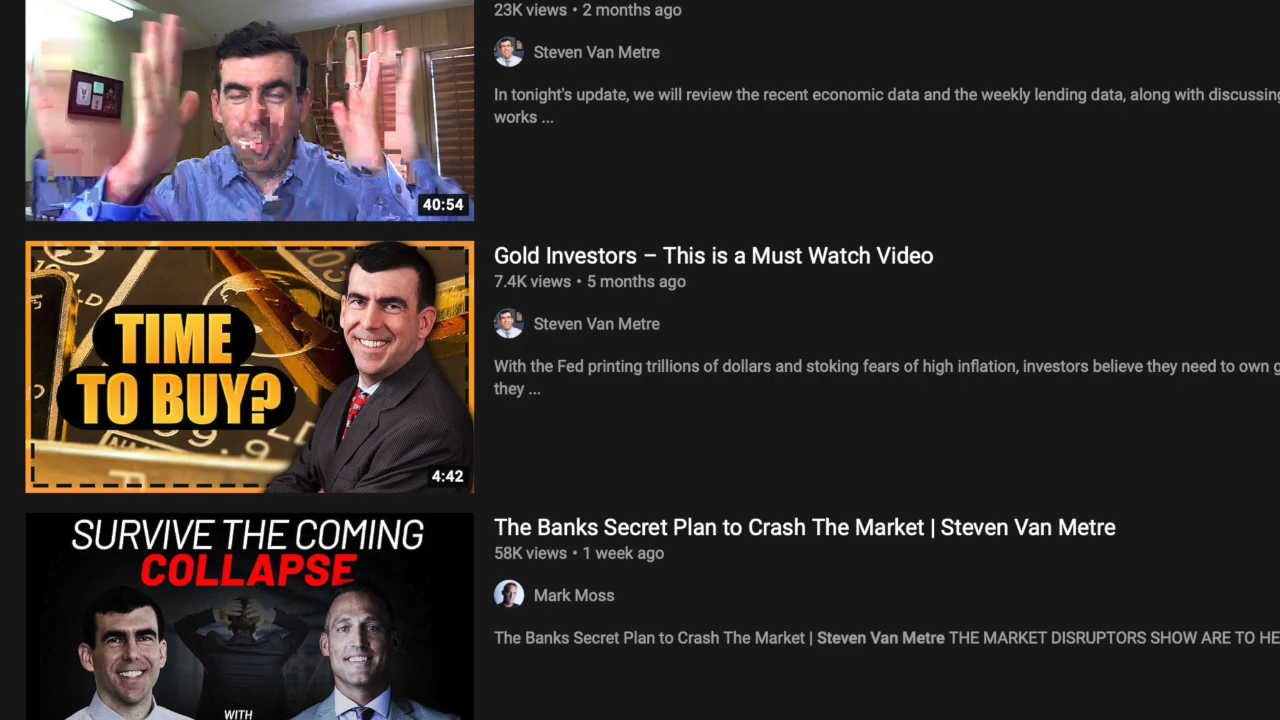 23K views • 2 months ago
Steven Van Metre
In tonight's update, we will review the recent economic data and the weekly lending data, along with discussing
works ...
40:54
Gold Investors – This is a Must Watch Video
7.4K views • 5 months ago
Steven Van Metre
With the Fed printing trillions of dollars and stoking fears of high inflation, investors believe they need to own g
they ...
TIME
TO BUY?
4:42
The Banks Secret Plan to Crash The Market | Steven Van Metre
58K views • 1 week ago
Mark Moss
The Banks Secret Plan to Crash The Market | Steven Van Metre THE MARKET DISRUPTORS SHOW ARE TO HE
SURVIVE THE COMING
COLLAPSE
WITH